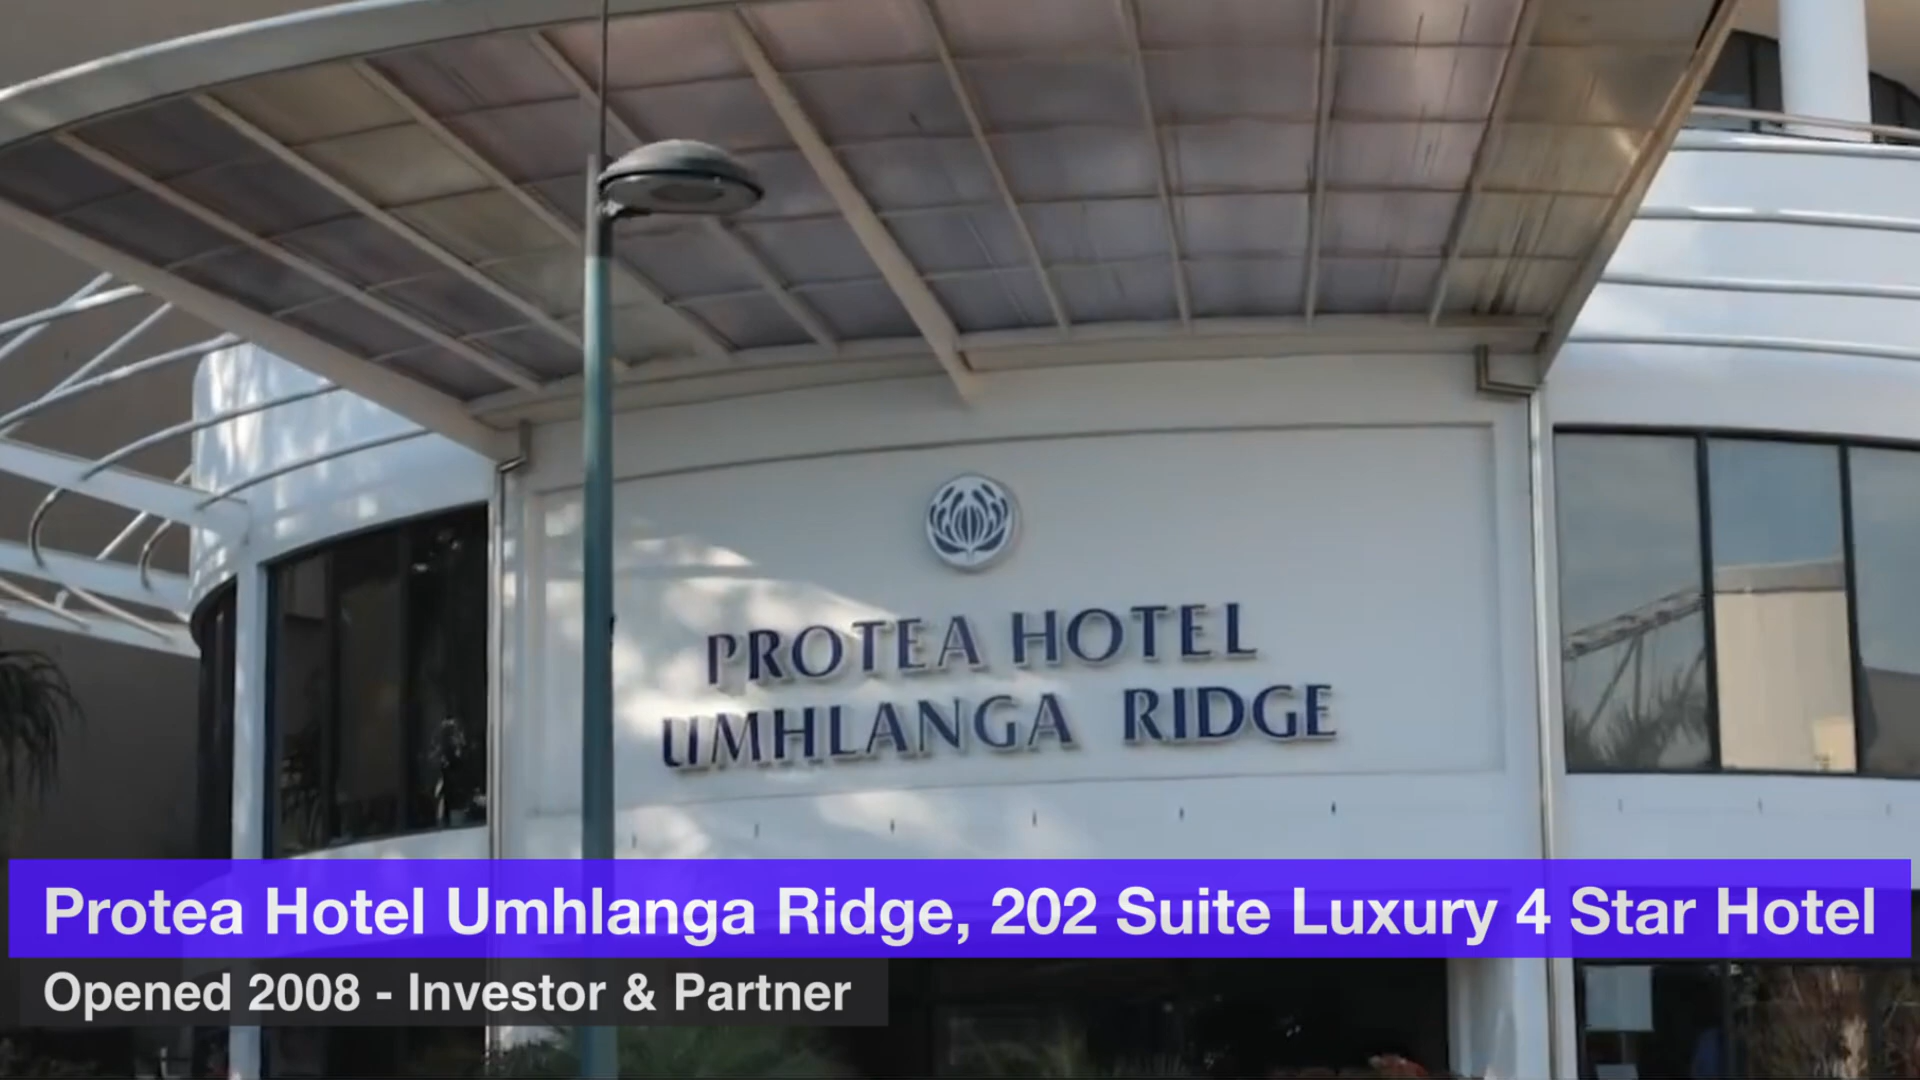 PROTEA HOTEL
UMHLANGA RIDGE
Protea Hotel Umhlanga Ridge, 202 Suite Luxury 4 Star Hotel
Opened 2008 - Investor & Partner